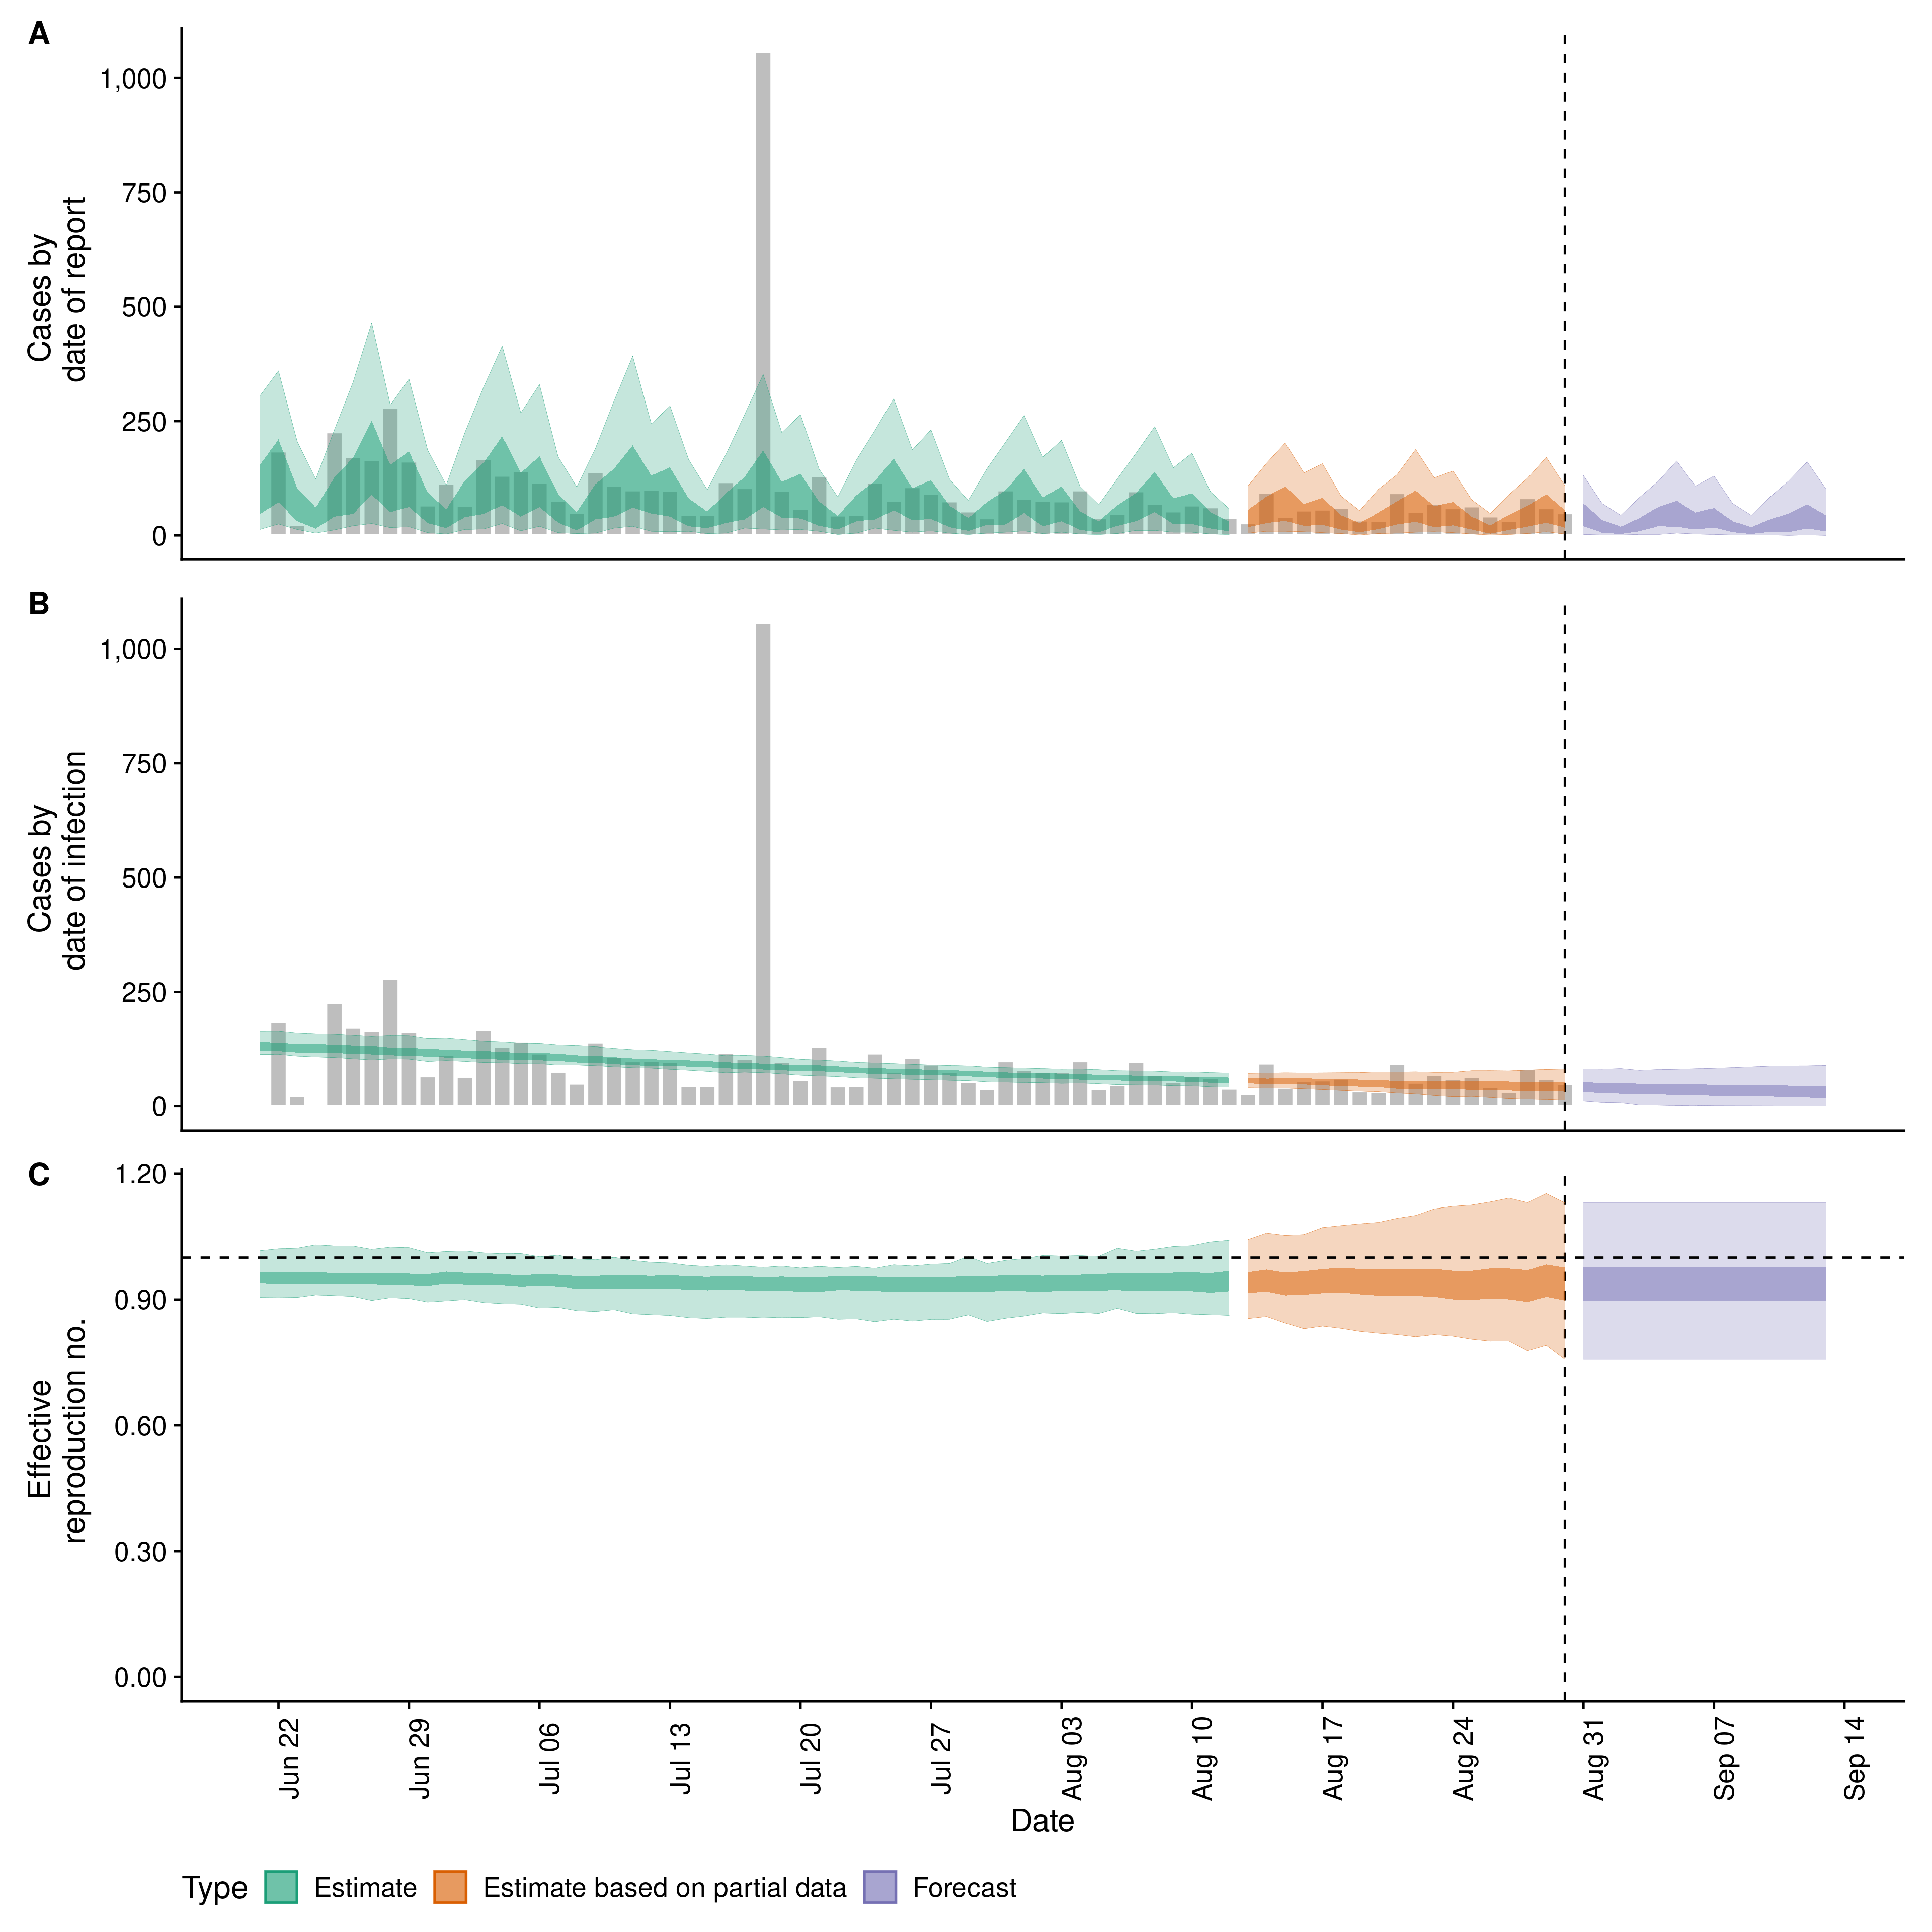 A
1,000
750
500
250
0
Cases by
date of report
B
1,000
750
500
250
0
Cases by
date of infection
C
1.20
0.90
0.60
0.30
0.00
Effective
reproduction no.
Jun 22
Jun 29
Jul 06
Jul 13
Jul 20
Jul 27
Aug 03
Aug 10
Aug 17
Aug 24
Aug 31
Sep 07
Sep 14
Date
Type Estimate Estimate based on partial data Forecast